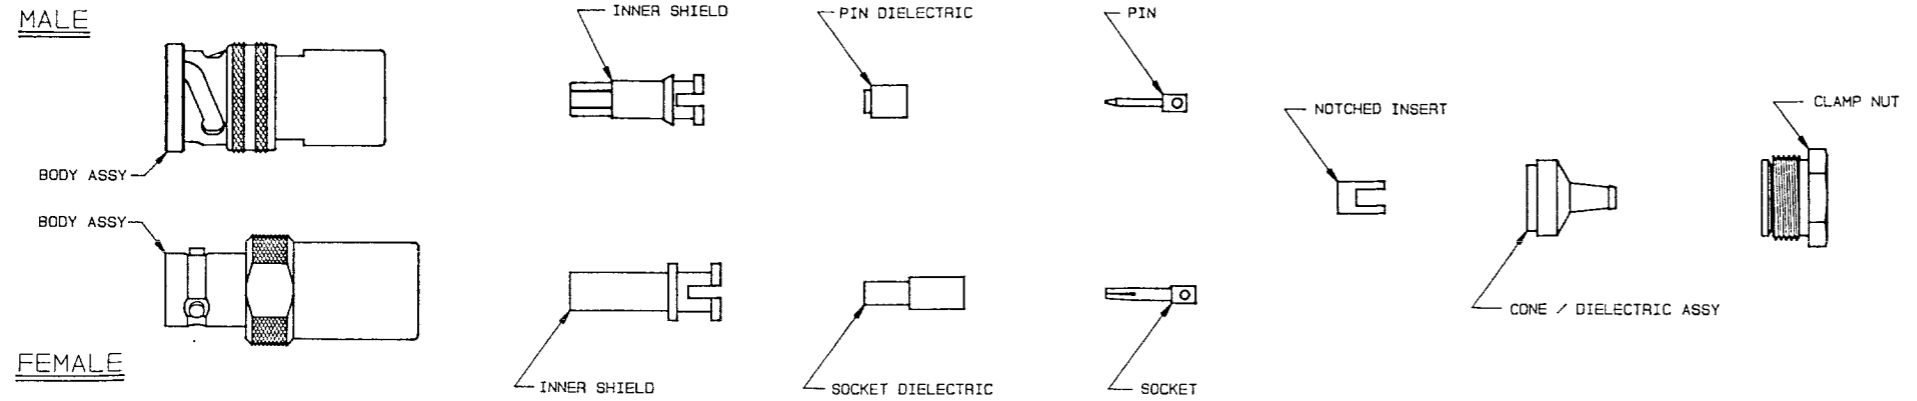 MALE
INNER SHIELD
PIN DIELECTRIC
PIN
NOTCHED INSERT
CLAMP NUT
BODY ASSY
BODY ASSY
CONE / DIELECTRIC ASSY
FEMALE
INNER SHIELD
SOCKET DIELECTRIC
SOCKET